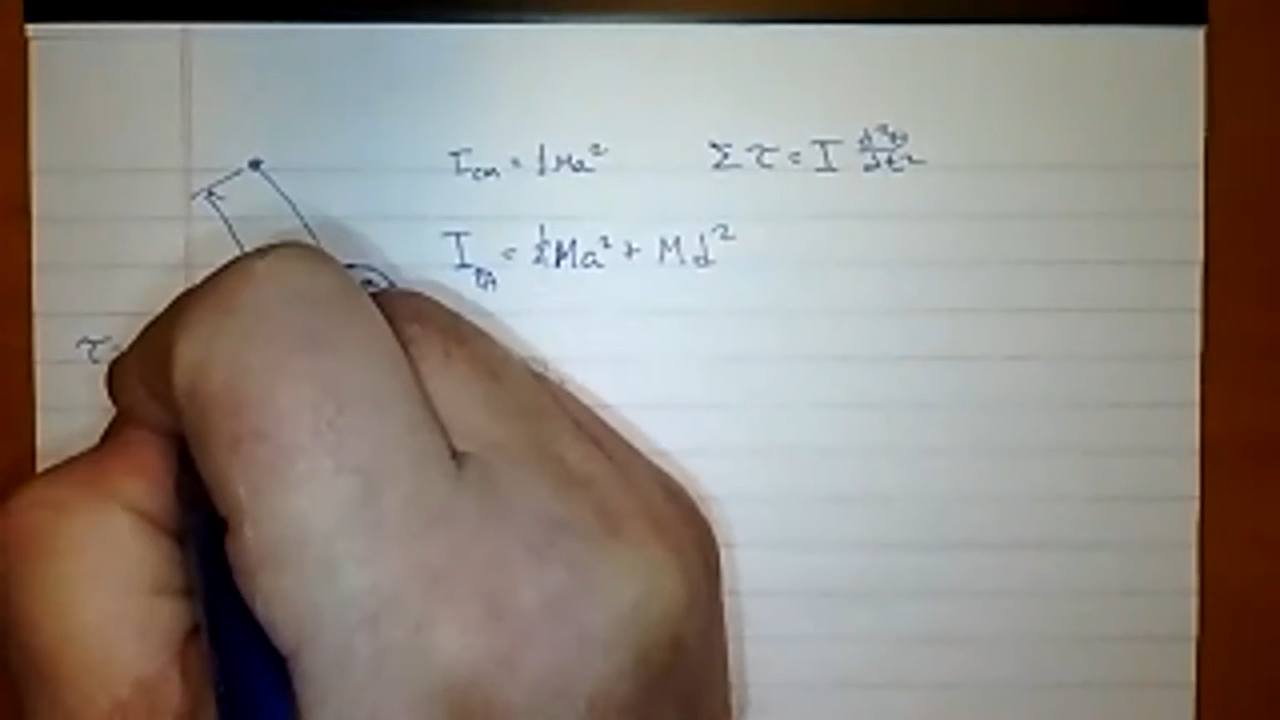 I_cm = ½Ma² Στ = I d²θ/dt²
I_PA = ½Ma² + Md²
τ =